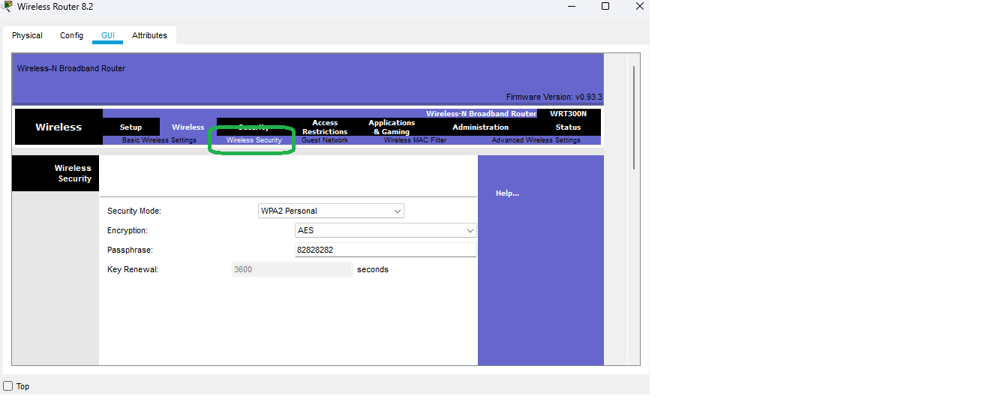 Wireless Router 8.2
Physical Config GUI Attributes
Wireless-N Broadband Router
Firmware Version: v0.93.3
Wireless-N Broadband Router WRT300N
Wireless Setup Wireless Security Access Restrictions Applications & Gaming Administration Status
Basic Wireless Settings Wireless Security Guest Network Wireless MAC Filter Advanced Wireless Settings
Wireless
Security
Help...
Security Mode: WPA2 Personal
Encryption: AES
Passphrase: 82828282
Key Renewal: 3600 seconds
Top